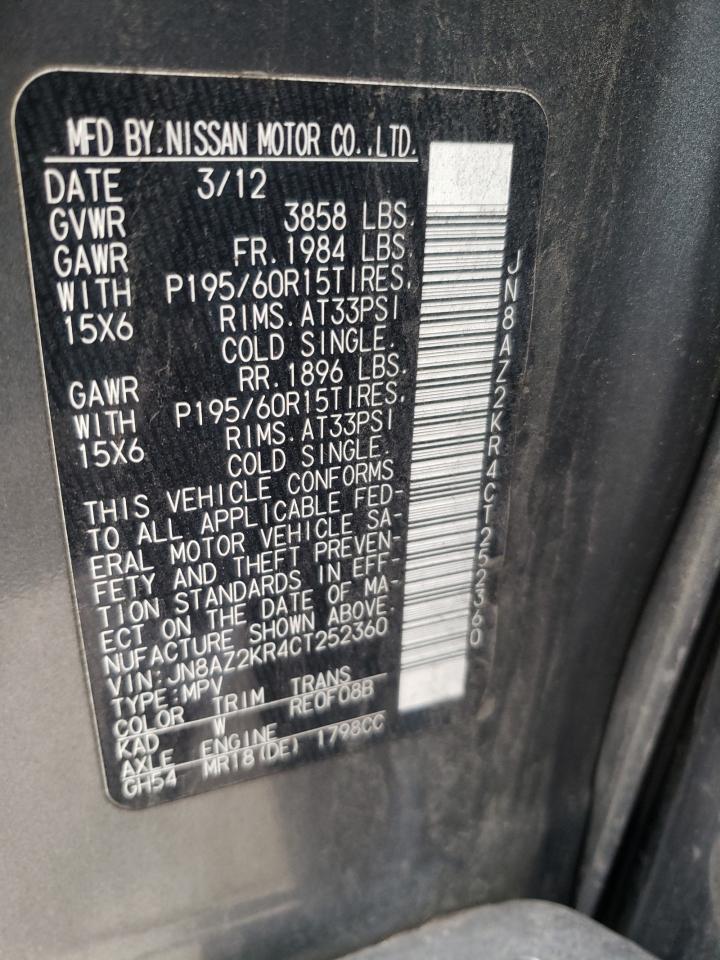 MFD BY.NISSAN MOTOR CO.,LTD.
DATE 3/12
GVWR 3858 LBS.
GAWR FR.1984 LBS.
WITH P195/60R15TIRES.
15X6 RIMS.AT33PSI
COLD SINGLE.
GAWR RR.1896 LBS.
WITH P195/60R15TIRES.
15X6 RIMS.AT33PSI
COLD SINGLE.
THIS VEHICLE CONFORMS
TO ALL APPLICABLE FED-
ERAL MOTOR VEHICLE SA-
FETY AND THEFT PREVEN-
TION STANDARDS IN EFF-
ECT ON THE DATE OF MA-
NUFACTURE SHOWN ABOVE.
VIN:JN8AZ2KR4CT252360
TYPE:MPV
COLOR TRIM TRANS
KAD W RE0F08B
AXLE ENGINE
GH54 MR18(DE) 1798CC
JN8AZ2KR4CT252360